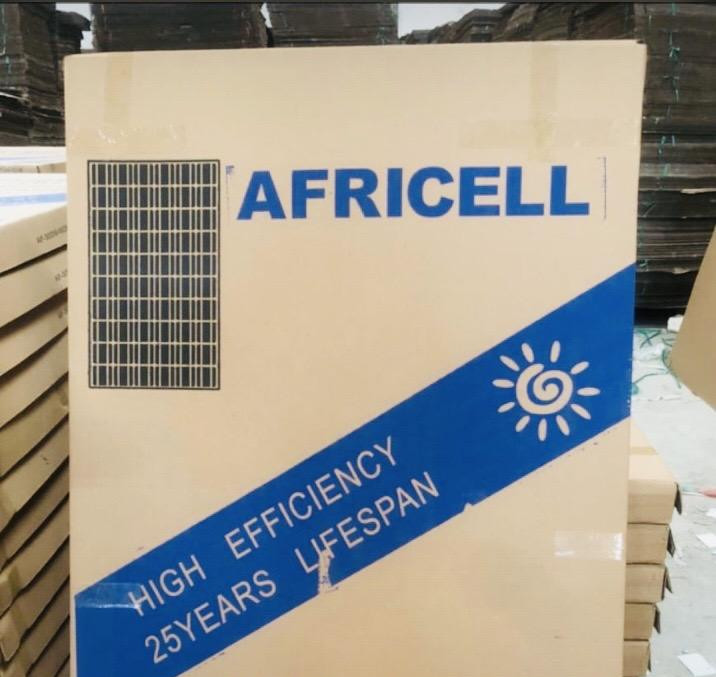 AFRICELL
HIGH EFFICIENCY
25YEARS LIFESPAN